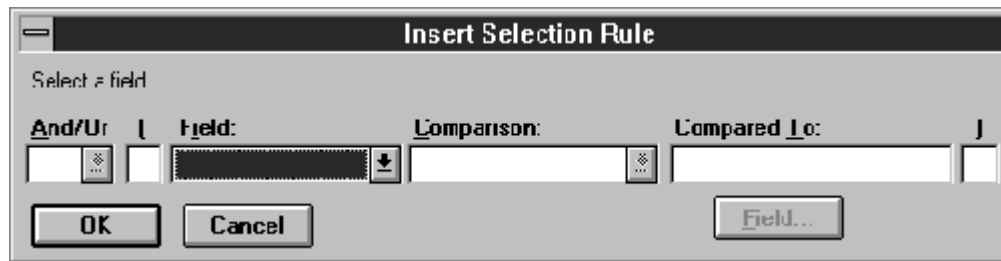 Insert Selection Rule
Select a field
And/Or ( Field: Comparison: Compared To: )
OK Cancel Field...